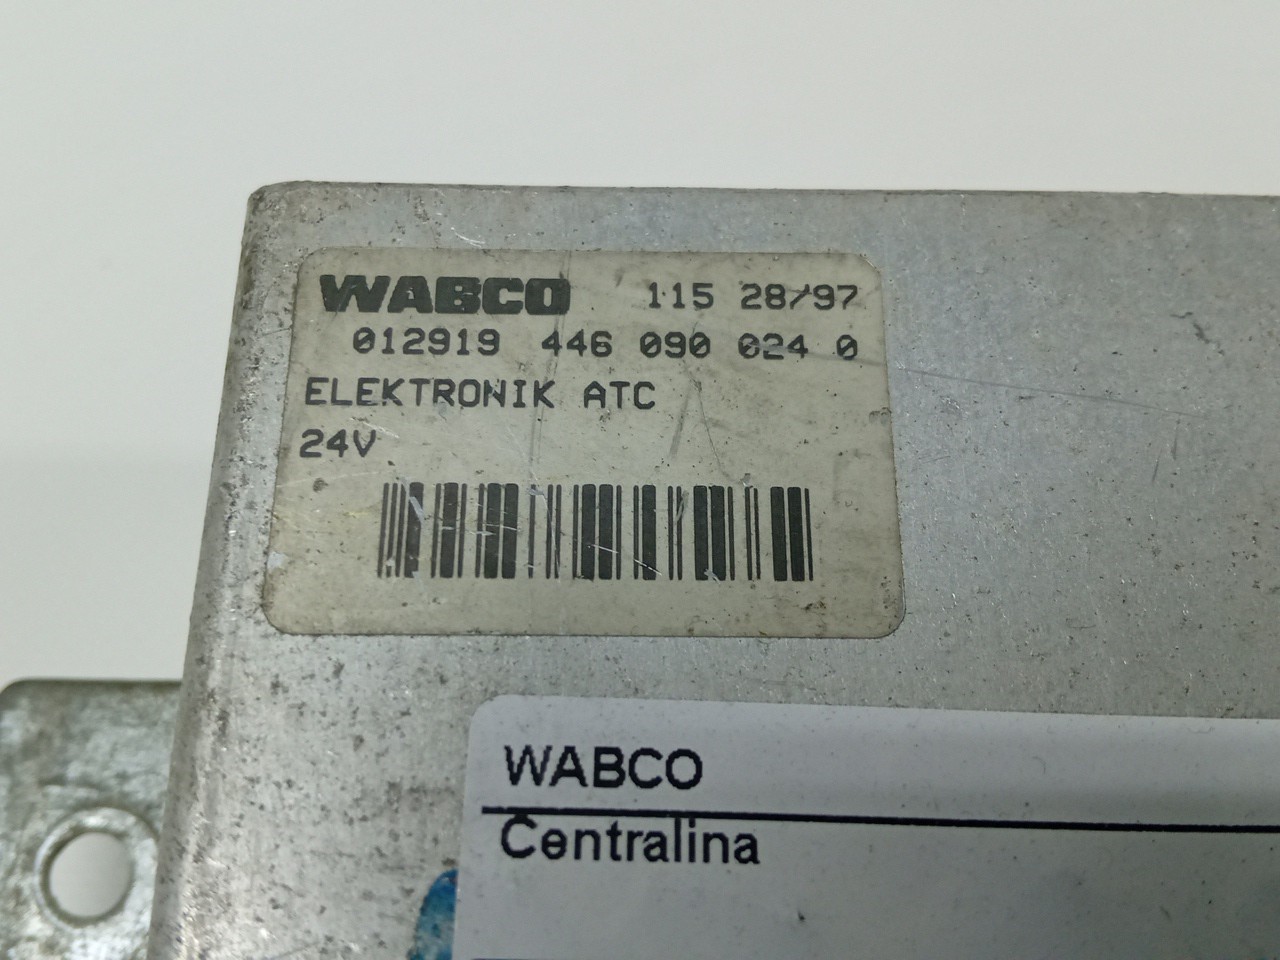 WABCO 115 28/97
012919 446 090 024 0
ELEKTRONIK ATC
24V
WABCO
Centralina